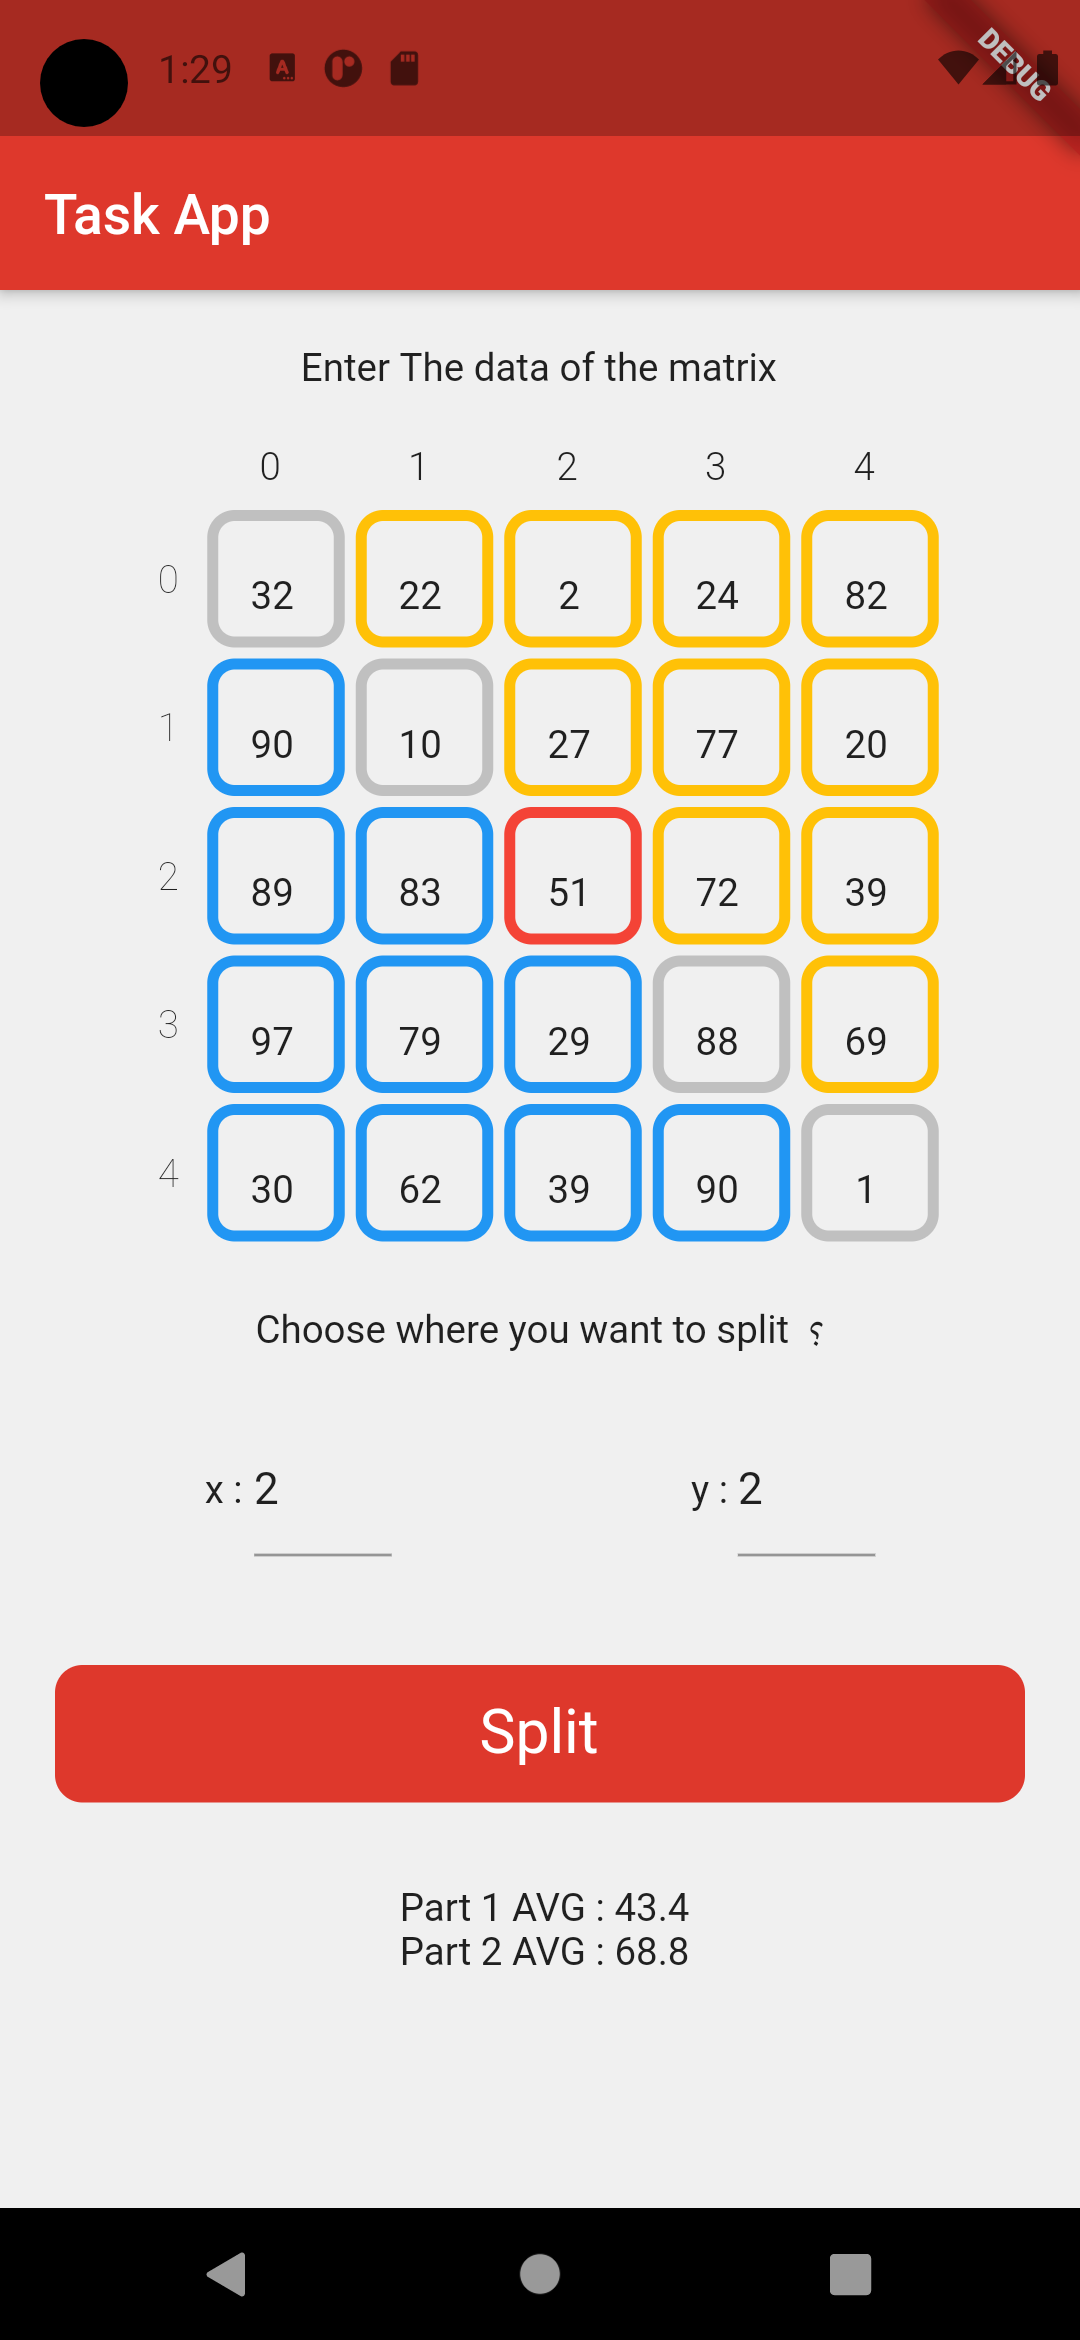 1:29
DEBUG
Task App
Enter The data of the matrix
0 1 2 3 4
0 32 22 2 24 82
1 90 10 27 77 20
2 89 83 51 72 39
3 97 79 29 88 69
4 30 62 39 90 1
Choose where you want to split ؟
x : 2 y : 2
Split
Part 1 AVG : 43.4
Part 2 AVG : 68.8